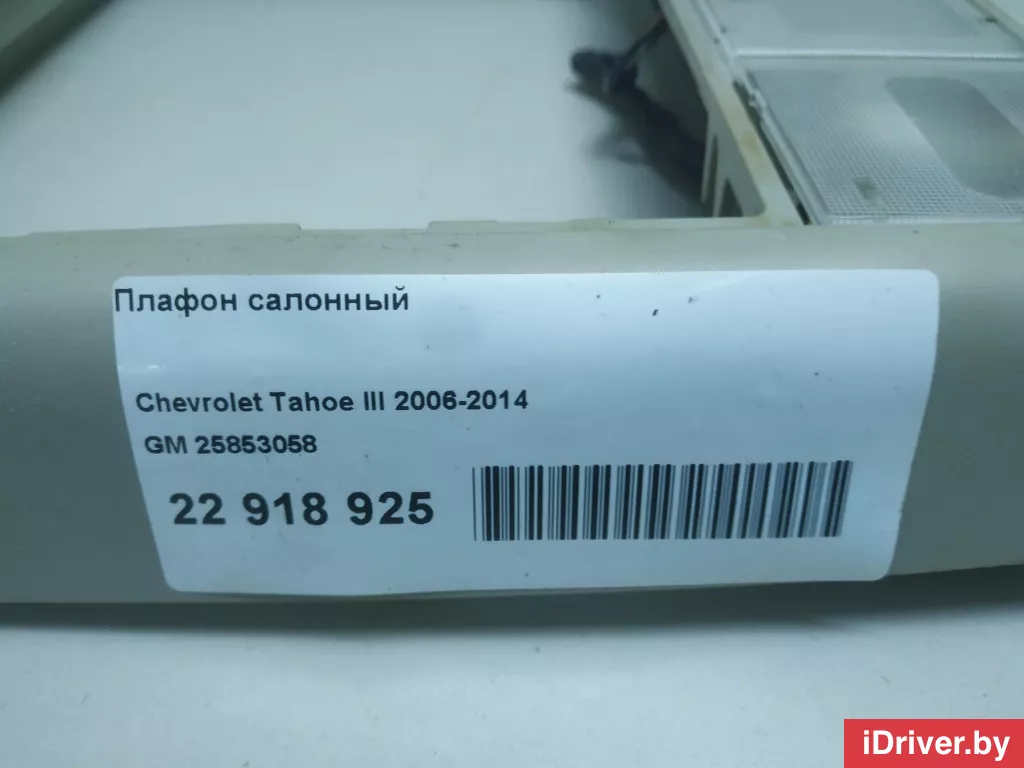 Плафон салонный
Chevrolet Tahoe III 2006-2014
GM 25853058
22 918 925
iDriver.by